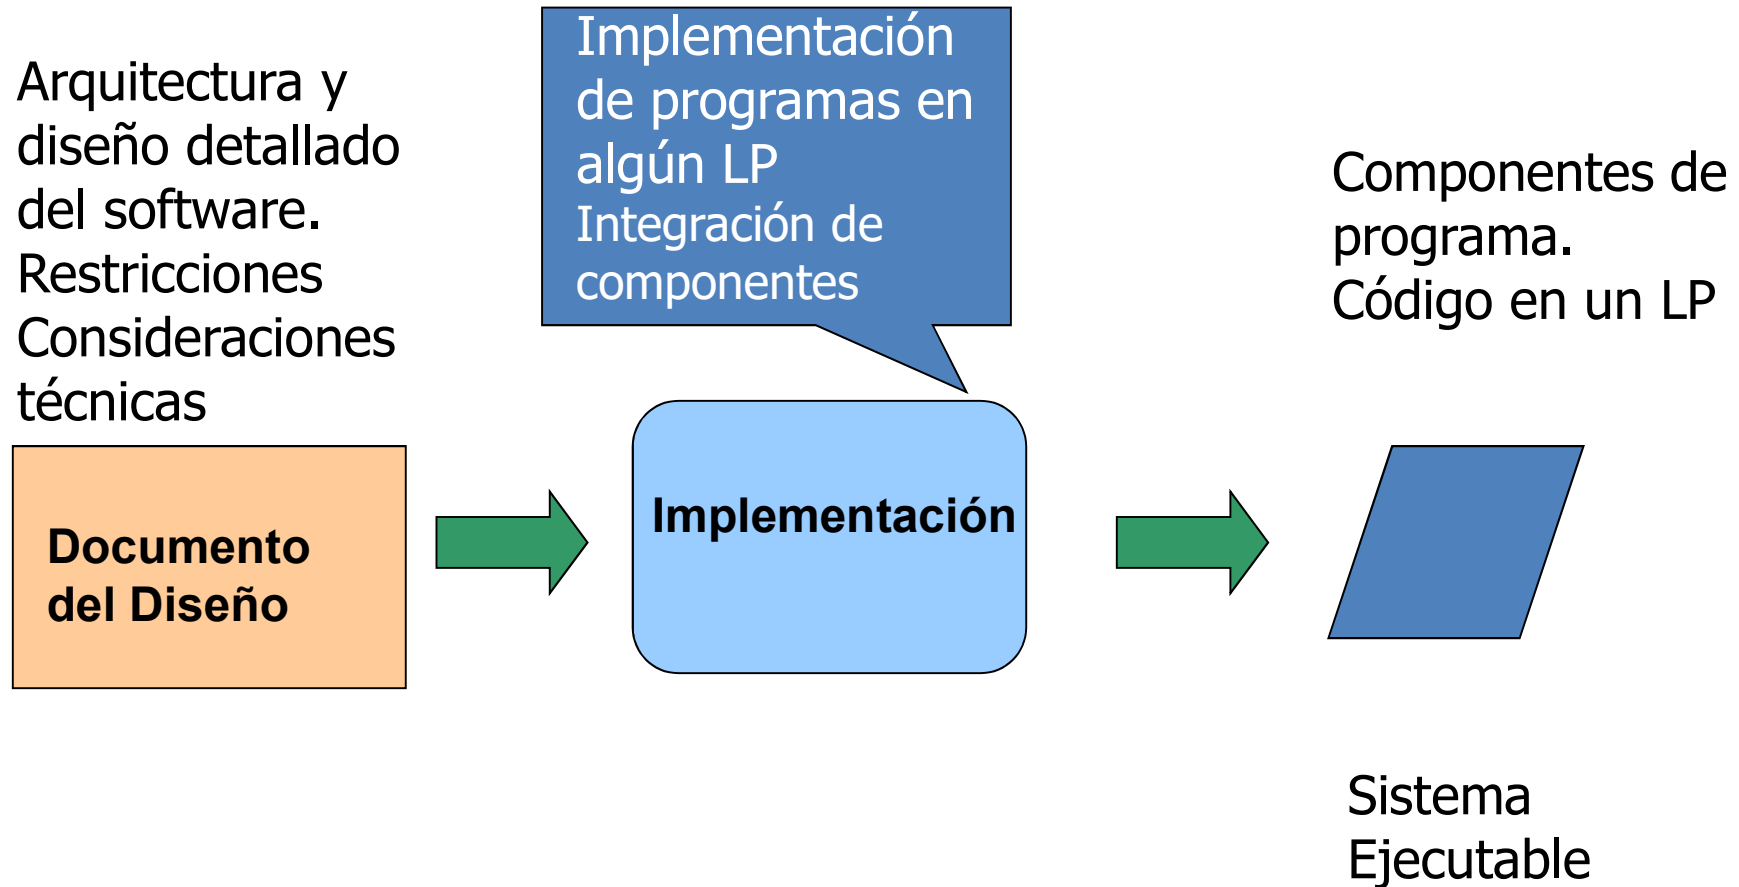 Arquitectura y
diseño detallado
del software.
Restricciones
Consideraciones
técnicas
Documento
del Diseño
Implementación
de programas en
algún LP
Integración de
componentes
Implementación
Componentes de
programa.
Código en un LP
Sistema
Ejecutable